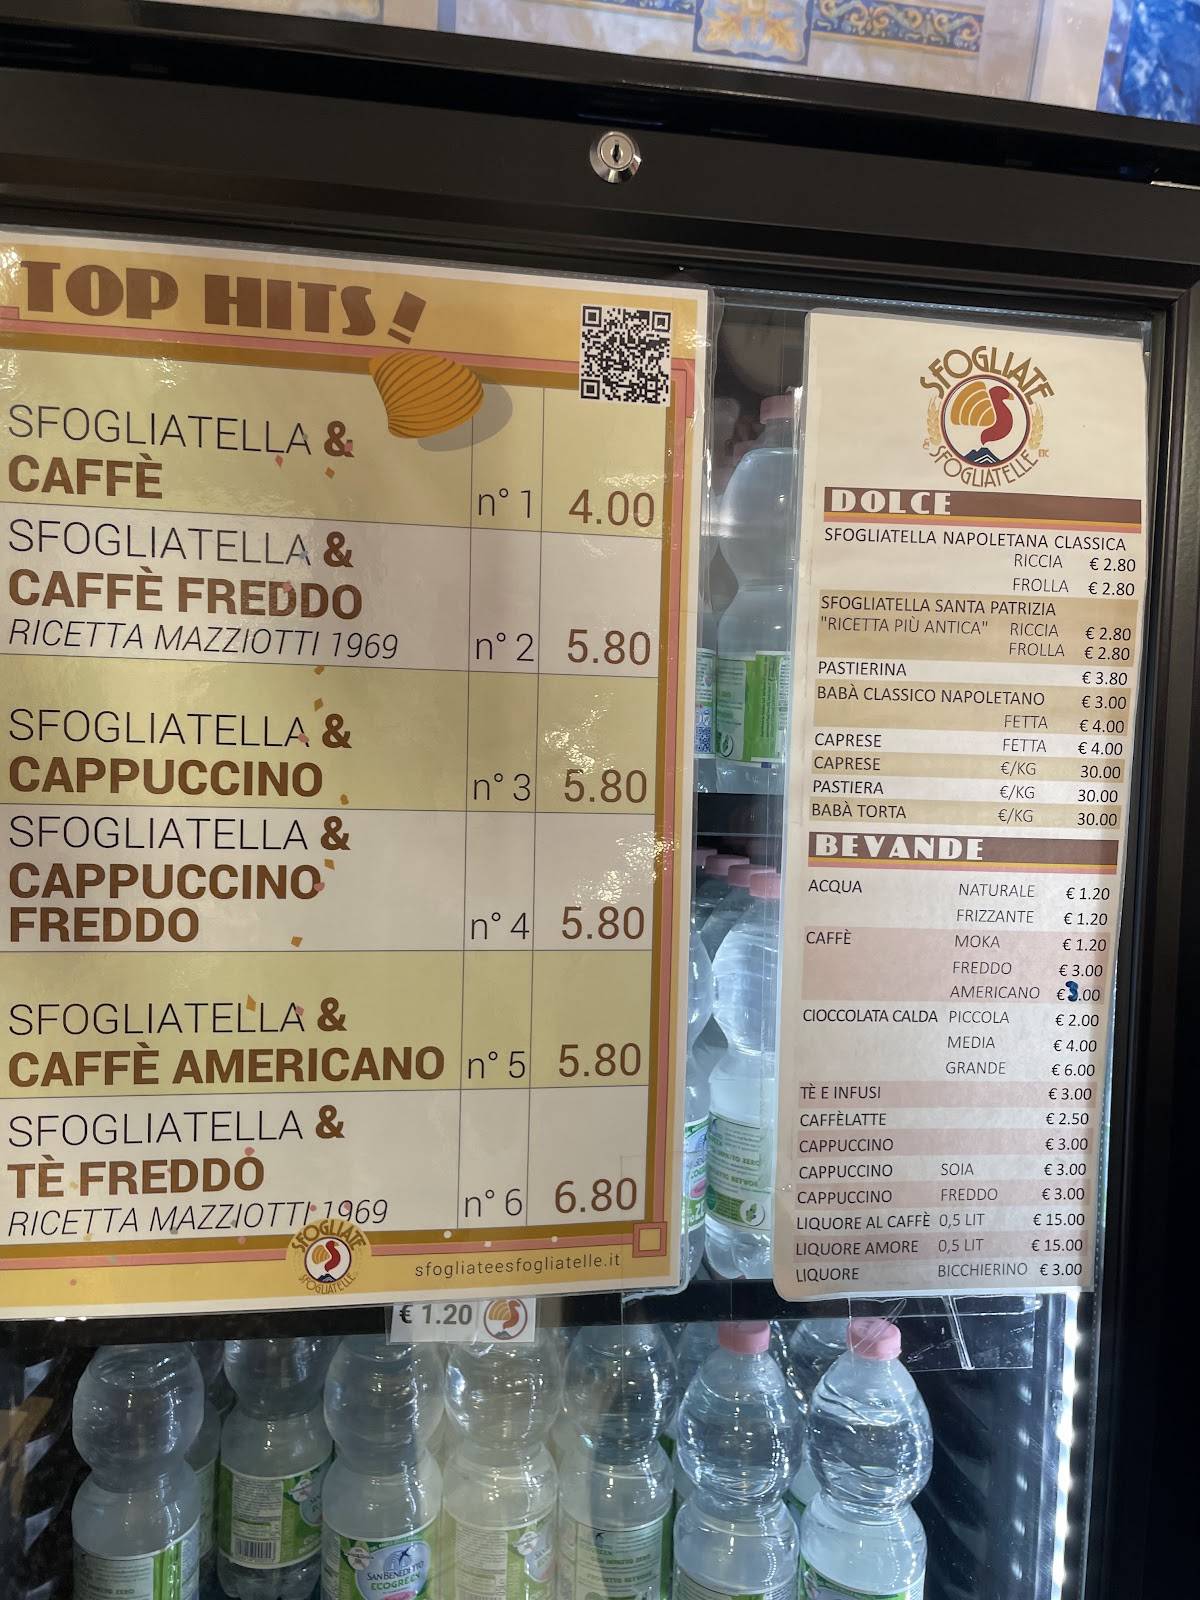 TOP HITS!
SFOGLIATELLA &
CAFFÈ n° 1 4.00
SFOGLIATELLA &
CAFFÈ FREDDO
RICETTA MAZZIOTTI 1969 n° 2 5.80
SFOGLIATELLA &
CAPPUCCINO n° 3 5.80
SFOGLIATELLA &
CAPPUCCINO
FREDDO n° 4 5.80
SFOGLIATELLA &
CAFFÈ AMERICANO n° 5 5.80
SFOGLIATELLA &
TÈ FREDDO
RICETTA MAZZIOTTI 1969 n° 6 6.80
SFOGLIATE
SFOGLIATELLE
sfogliateesfogliatelle.it
€ 1.20
SFOGLIATE
SFOGLIATELLE
DOLCE
SFOGLIATELLA NAPOLETANA CLASSICA
RICCIA € 2.80
FROLLA € 2.80
SFOGLIATELLA SANTA PATRIZIA
"RICETTA PIÙ ANTICA" RICCIA € 2.80
FROLLA € 2.80
PASTIERINA € 3.80
BABÀ CLASSICO NAPOLETANO € 3.00
FETTA € 4.00
CAPRESE FETTA € 4.00
CAPRESE €/KG 30.00
PASTIERA €/KG 30.00
BABÀ TORTA €/KG 30.00
BEVANDE
ACQUA NATURALE € 1.20
FRIZZANTE € 1.20
CAFFÈ MOKA € 1.20
FREDDO € 3.00
AMERICANO € 3.00
CIOCCOLATA CALDA PICCOLA € 2.00
MEDIA € 4.00
GRANDE € 6.00
TÈ E INFUSI € 3.00
CAFFÈLATTE € 2.50
CAPPUCCINO € 3.00
CAPPUCCINO SOIA € 3.00
CAPPUCCINO FREDDO € 3.00
LIQUORE AL CAFFÈ 0,5 LIT € 15.00
LIQUORE AMORE 0,5 LIT € 15.00
LIQUORE BICCHIERINO € 3.00
SAN BENEDETTO
ECOGREEN